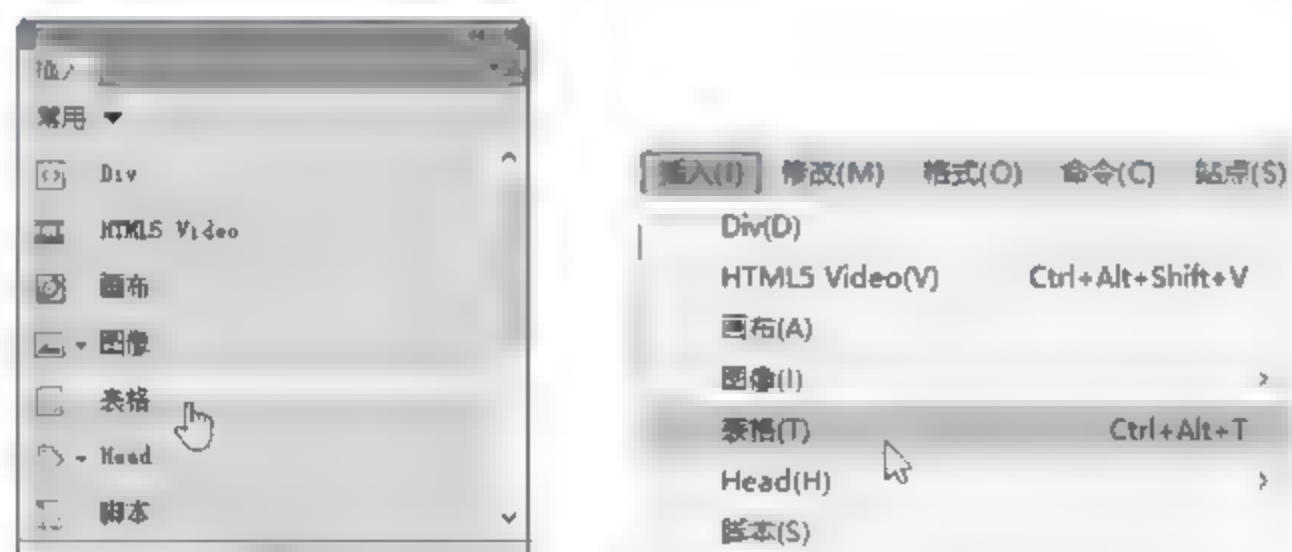 插入
常用
Div
HTML5 Video
画布
图像
表格
Head
脚本
插入(I) 修改(M) 格式(O) 命令(C) 站点(S)
Div(D)
HTML5 Video(V) Ctrl+Alt+Shift+V
画布(A)
图像(I)
表格(T) Ctrl+Alt+T
Head(H)
脚本(S)